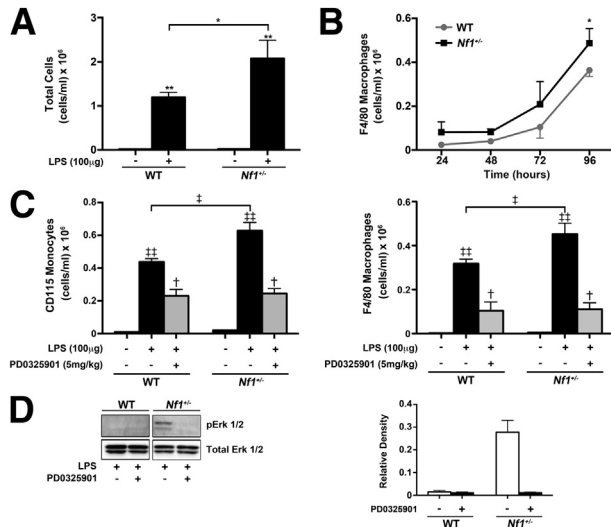 A
Total Cells
(cells/ml) x 10⁶
3
2
1
0
*
**
**
LPS (100µg)
- + - +
WT Nf1+/-
B
F4/80 Macrophages
(cells/ml) x 10⁶
0.6
0.4
0.2
0
WT
Nf1+/-
*
24 48 72 96
Time (hours)
C
CD115 Monocytes
(cells/ml) x 10⁶
0.8
0.6
0.4
0.2
0
‡
‡‡
†
‡‡
†
LPS (100µg) - + + - + +
PD0325901 (5mg/kg) - - + - - +
WT Nf1+/-
F4/80 Macrophages
(cells/ml) x 10⁶
0.6
0.4
0.2
0
‡
‡‡
†
‡‡
†
LPS (100µg) - + + - + +
PD0325901 (5mg/kg) - - + - - +
WT Nf1+/-
D
WT Nf1+/-
pErk 1/2
Total Erk 1/2
LPS + + + +
PD0325901 - + - +
Relative Density
0.4
0.3
0.2
0.1
0.0
PD0325901 - + - +
WT Nf1+/-